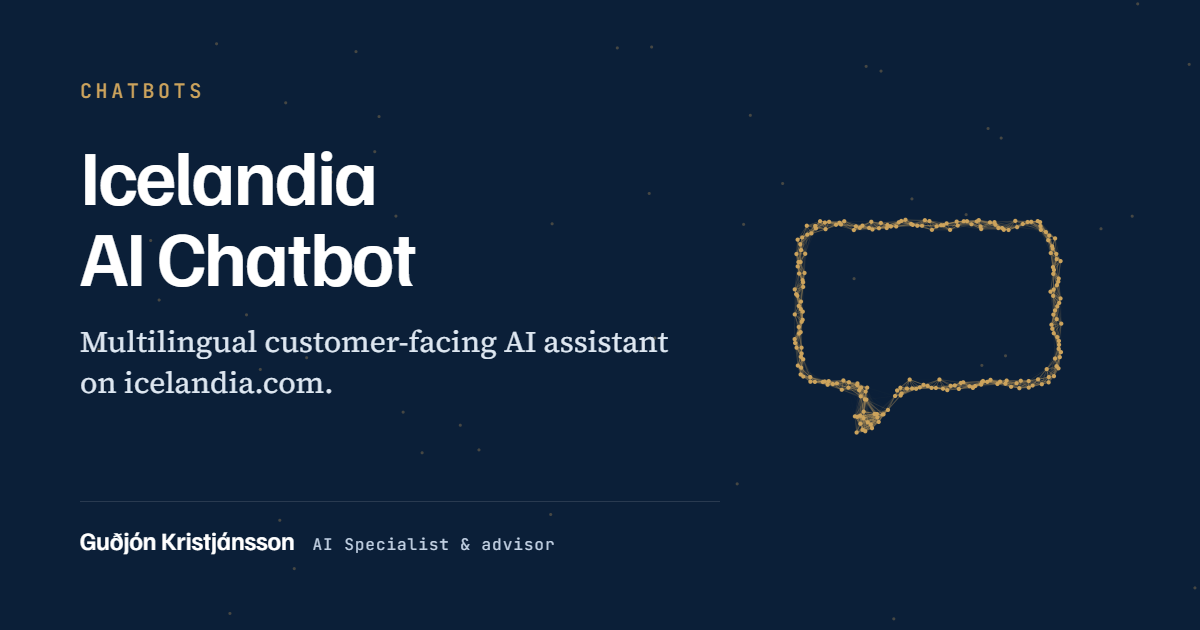 CHATBOTS
Icelandia
AI Chatbot
Multilingual customer-facing AI assistant
on icelandia.com.
Guðjón Kristjánsson AI Specialist & advisor